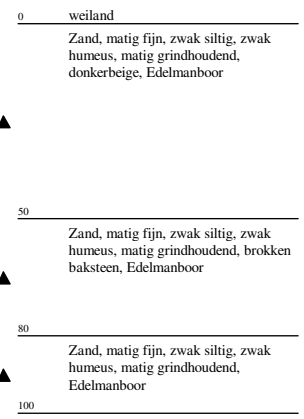 0 weiland
Zand, matig fijn, zwak siltig, zwak
humeus, matig grindhoudend,
donkerbeige, Edelmanboor
50
Zand, matig fijn, zwak siltig, zwak
humeus, matig grindhoudend, brokken
baksteen, Edelmanboor
80
Zand, matig fijn, zwak siltig, zwak
humeus, matig grindhoudend,
Edelmanboor
100